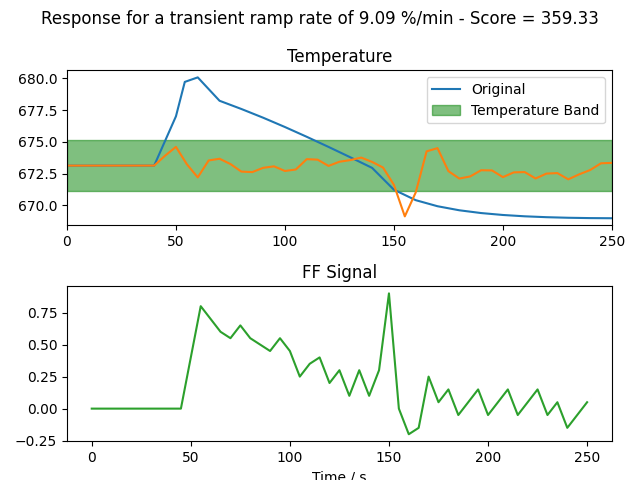 Response for a transient ramp rate of 9.09 %/min - Score = 359.33
Temperature
680.0
677.5
675.0
672.5
670.0
Original
Temperature Band
0 50 100 150 200 250
FF Signal
0.75
0.50
0.25
0.00
−0.25
0 50 100 150 200 250
Time / s